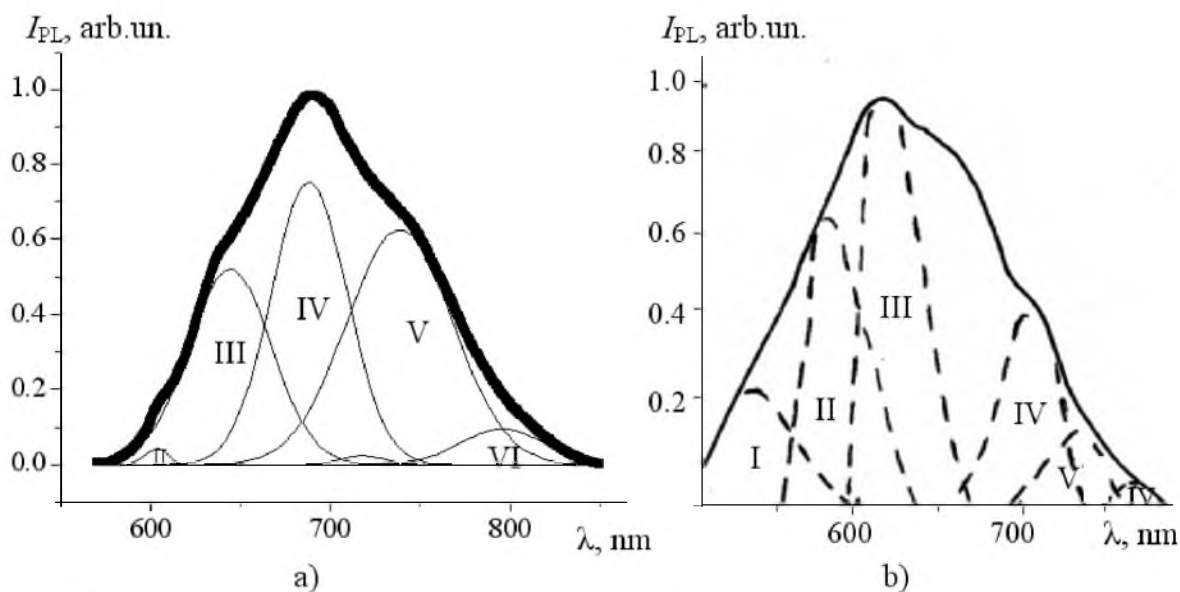 I_PL, arb.un.
1.0
0.8
0.6
0.4
0.2
0.0
III
IV
V
II
VI
600
700
800
λ, nm
a)
I_PL, arb.un.
1.0
0.8
0.6
0.4
0.2
I
II
III
IV
V
IV
600
700
λ, nm
b)